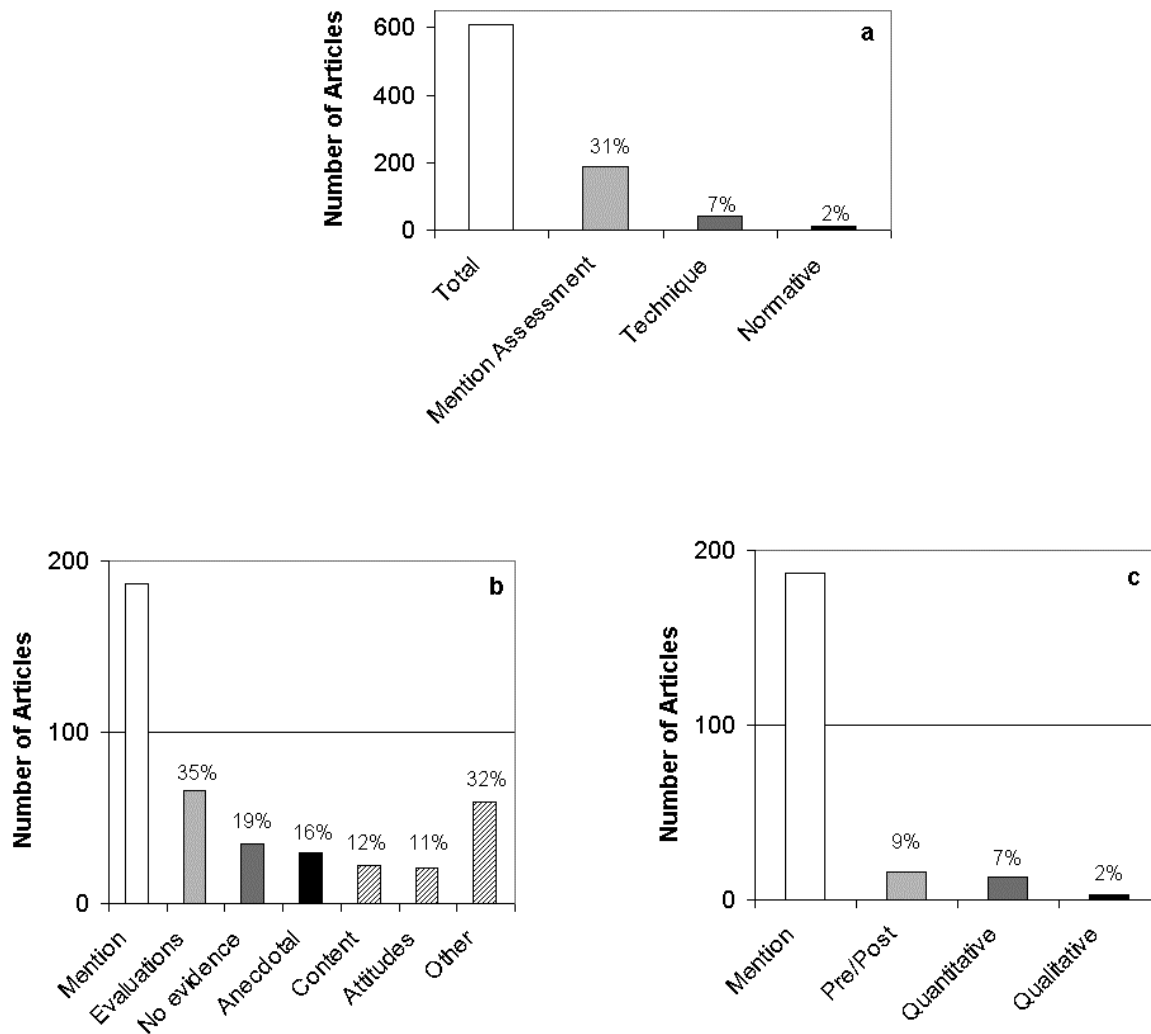 a
Number of Articles
600
400
200
0
31%
7%
2%
Total
Mention Assessment
Technique
Normative
b
Number of Articles
200
100
0
35%
19%
16%
12%
11%
32%
Mention
Evaluations
No evidence
Anecdotal
Content
Attitudes
Other
c
Number of Articles
200
100
0
9%
7%
2%
Mention
Pre/Post
Quantitative
Qualitative